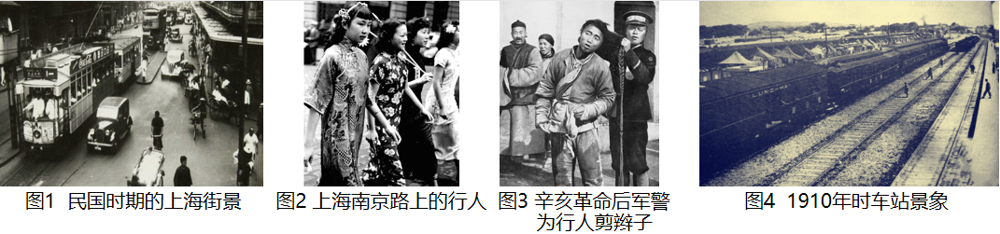 LUNG-HAI
图1 民国时期的上海街景
图2 上海南京路上的行人
图3 辛亥革命后军警
为行人剪辫子
图4 1910年时车站景象